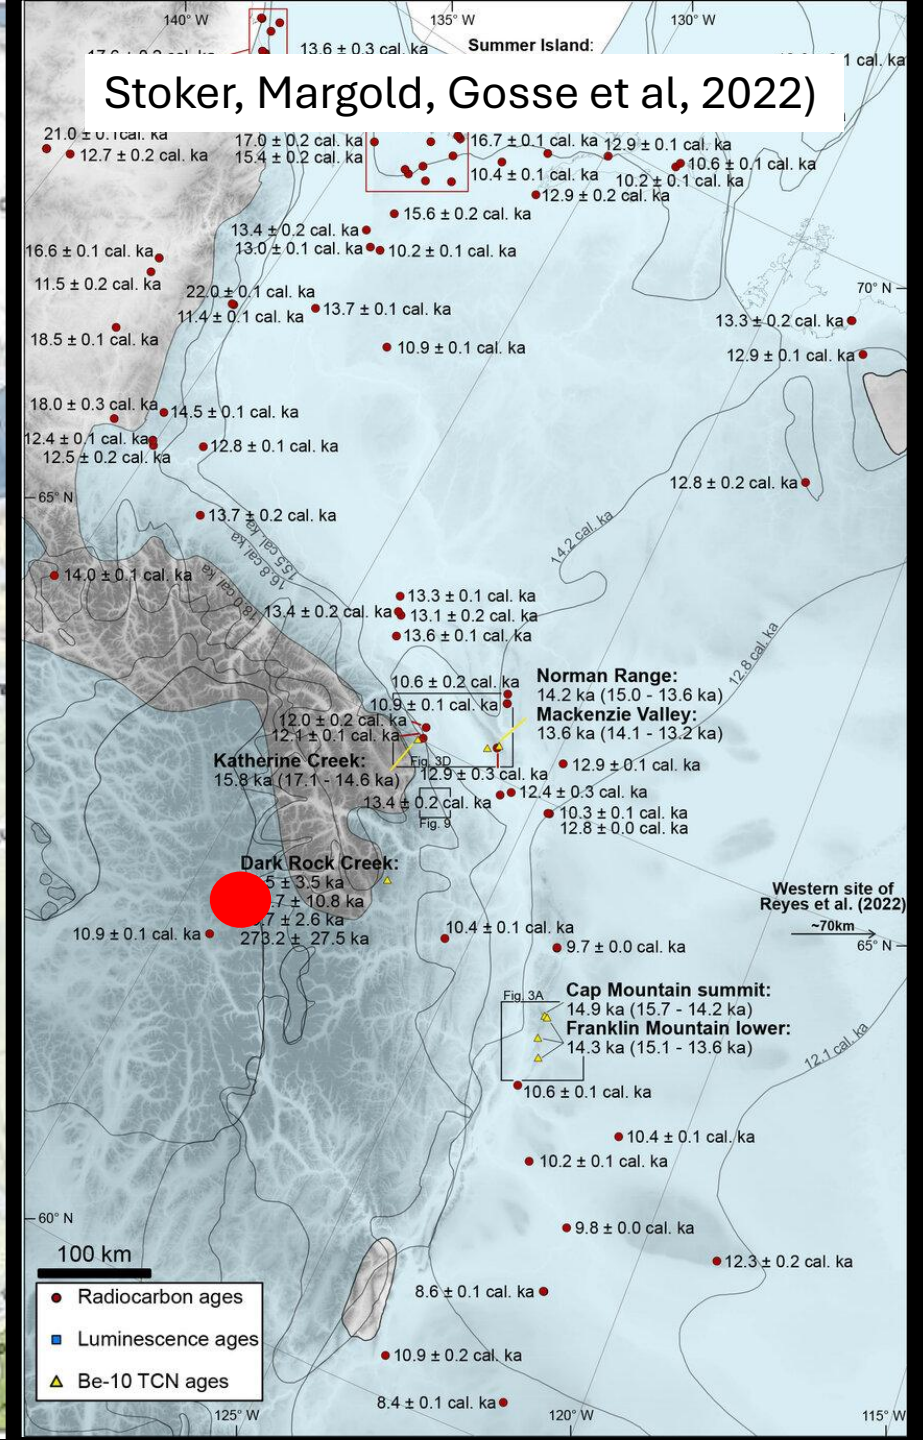 140° W
135° W
130° W
13.6 ± 0.3 cal. ka
Summer Island:
1 cal. ka
Stoker, Margold, Gosse et al, 2022)
21.0 ± 0.1cal. ka
12.7 ± 0.2 cal. ka
17.0 ± 0.2 cal. ka
15.4 ± 0.2 cal. ka
16.7 ± 0.1 cal. ka
12.9 ± 0.1 cal. ka
10.6 ± 0.1 cal. ka
10.4 ± 0.1 cal. ka
10.2 ± 0.1 cal. ka
12.9 ± 0.2 cal. ka
15.6 ± 0.2 cal. ka
13.4 ± 0.2 cal. ka
13.0 ± 0.1 cal. ka
10.2 ± 0.1 cal. ka
16.6 ± 0.1 cal. ka
11.5 ± 0.2 cal. ka
22.0 ± 0.1 cal. ka
11.4 ± 0.1 cal. ka
13.7 ± 0.1 cal. ka
70° N
13.3 ± 0.2 cal. ka
18.5 ± 0.1 cal. ka
10.9 ± 0.1 cal. ka
12.9 ± 0.1 cal. ka
18.0 ± 0.3 cal. ka
14.5 ± 0.1 cal. ka
12.4 ± 0.1 cal. ka
12.5 ± 0.2 cal. ka
12.8 ± 0.1 cal. ka
12.8 ± 0.2 cal. ka
65° N
13.7 ± 0.2 cal. ka
14.2 cal. ka
15.5 cal. ka
16.8 cal. ka
18.0 cal. ka
14.0 ± 0.1 cal. ka
13.3 ± 0.1 cal. ka
13.4 ± 0.2 cal. ka
13.1 ± 0.2 cal. ka
13.6 ± 0.1 cal. ka
12.8 cal. ka
10.6 ± 0.2 cal. ka
10.9 ± 0.1 cal. ka
Norman Range:
14.2 ka (15.0 - 13.6 ka)
Mackenzie Valley:
13.6 ka (14.1 - 13.2 ka)
12.0 ± 0.2 cal. ka
12.1 ± 0.1 cal. ka
Katherine Creek:
15.8 ka (17.1 - 14.6 ka)
Fig. 3D
12.9 ± 0.3 cal. ka
12.9 ± 0.1 cal. ka
13.4 ± 0.2 cal. ka
12.4 ± 0.3 cal. ka
Fig. 9
10.3 ± 0.1 cal. ka
12.8 ± 0.0 cal. ka
Dark Rock Creek:
5 ± 3.5 ka
.7 ± 10.8 ka
.7 ± 2.6 ka
273.2 ± 27.5 ka
10.9 ± 0.1 cal. ka
10.4 ± 0.1 cal. ka
9.7 ± 0.0 cal. ka
Western site of
Reyes et al. (2022)
~70km
65° N
Fig. 3A
Cap Mountain summit:
14.9 ka (15.7 - 14.2 ka)
Franklin Mountain lower:
14.3 ka (15.1 - 13.6 ka)
12.1 cal. ka
10.6 ± 0.1 cal. ka
10.4 ± 0.1 cal. ka
10.2 ± 0.1 cal. ka
60° N
9.8 ± 0.0 cal. ka
12.3 ± 0.2 cal. ka
100 km
8.6 ± 0.1 cal. ka
Radiocarbon ages
Luminescence ages
Be-10 TCN ages
10.9 ± 0.2 cal. ka
8.4 ± 0.1 cal. ka
125° W
120° W
115° W